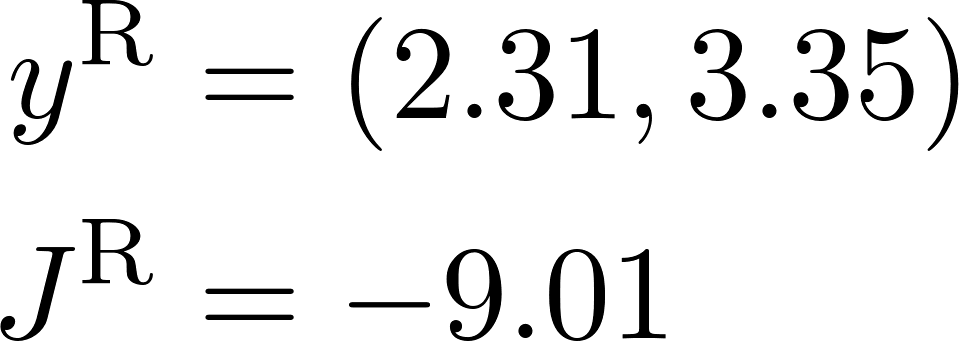 y^R = (2.31, 3.35)
J^R = −9.01